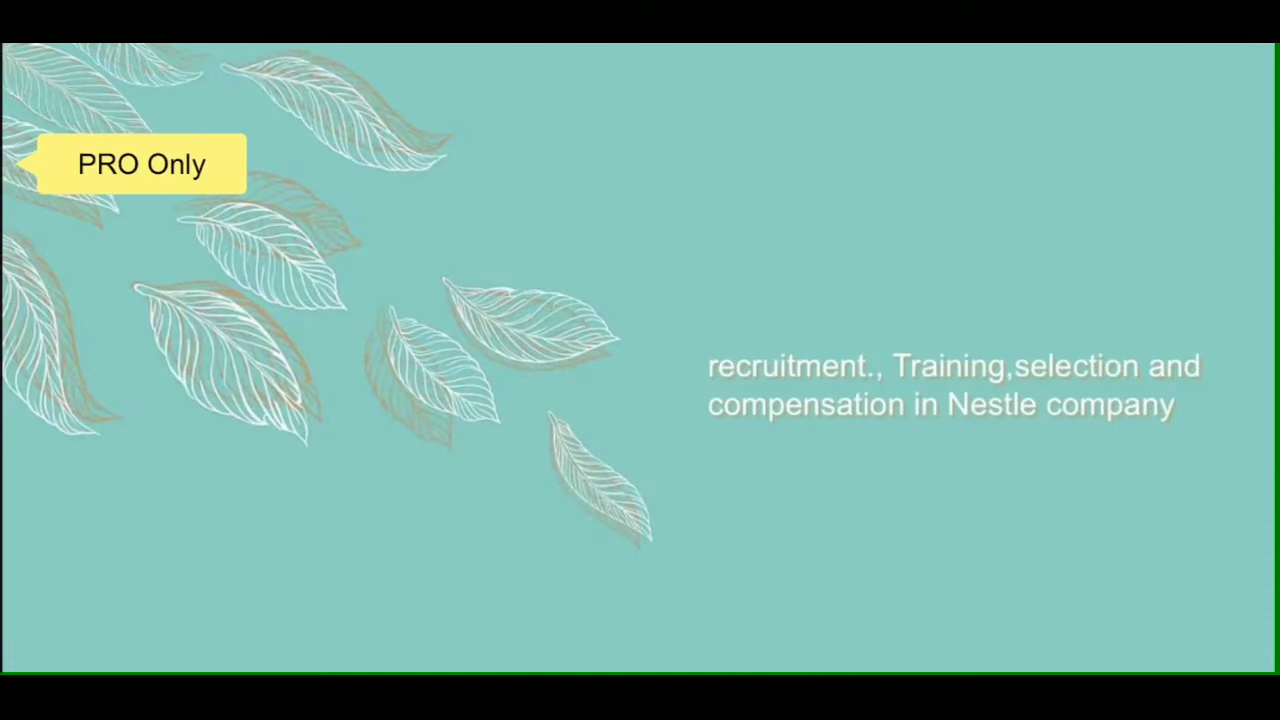 PRO Only
recruitment., Training,selection and
compensation in Nestle company